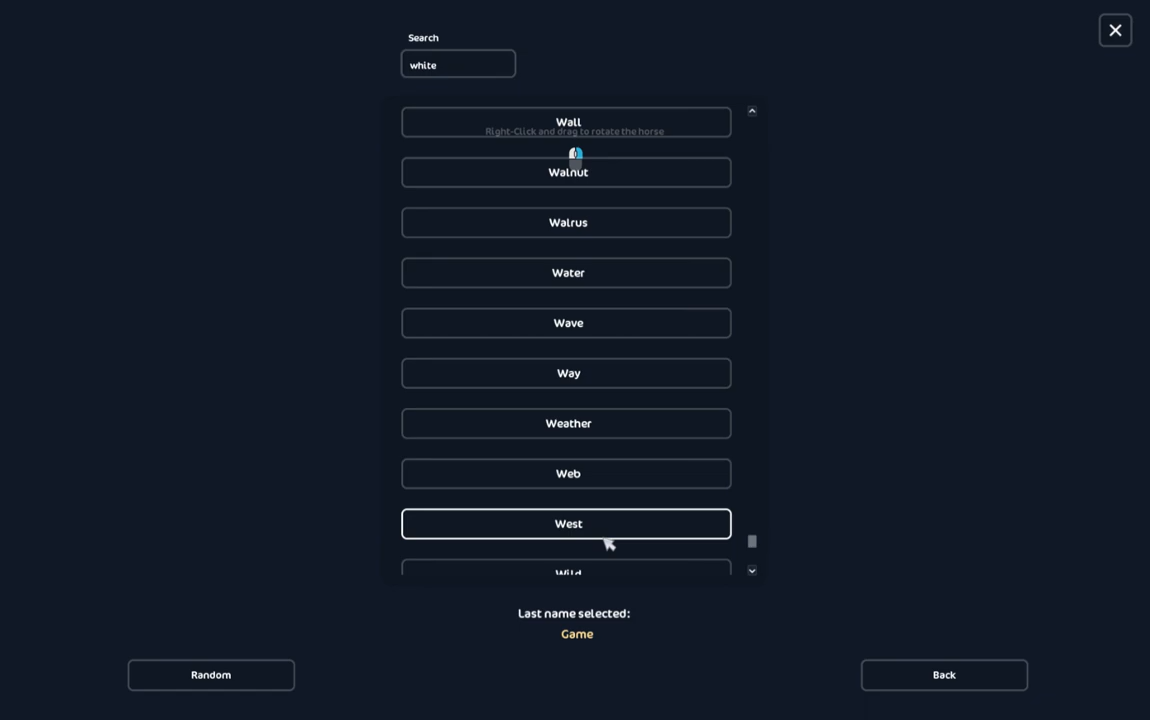 Search
white
Wall
Right-Click and drag to rotate the horse
Walnut
Walrus
Water
Wave
Way
Weather
Web
West
Wild
Last name selected:
Game
Random
Back